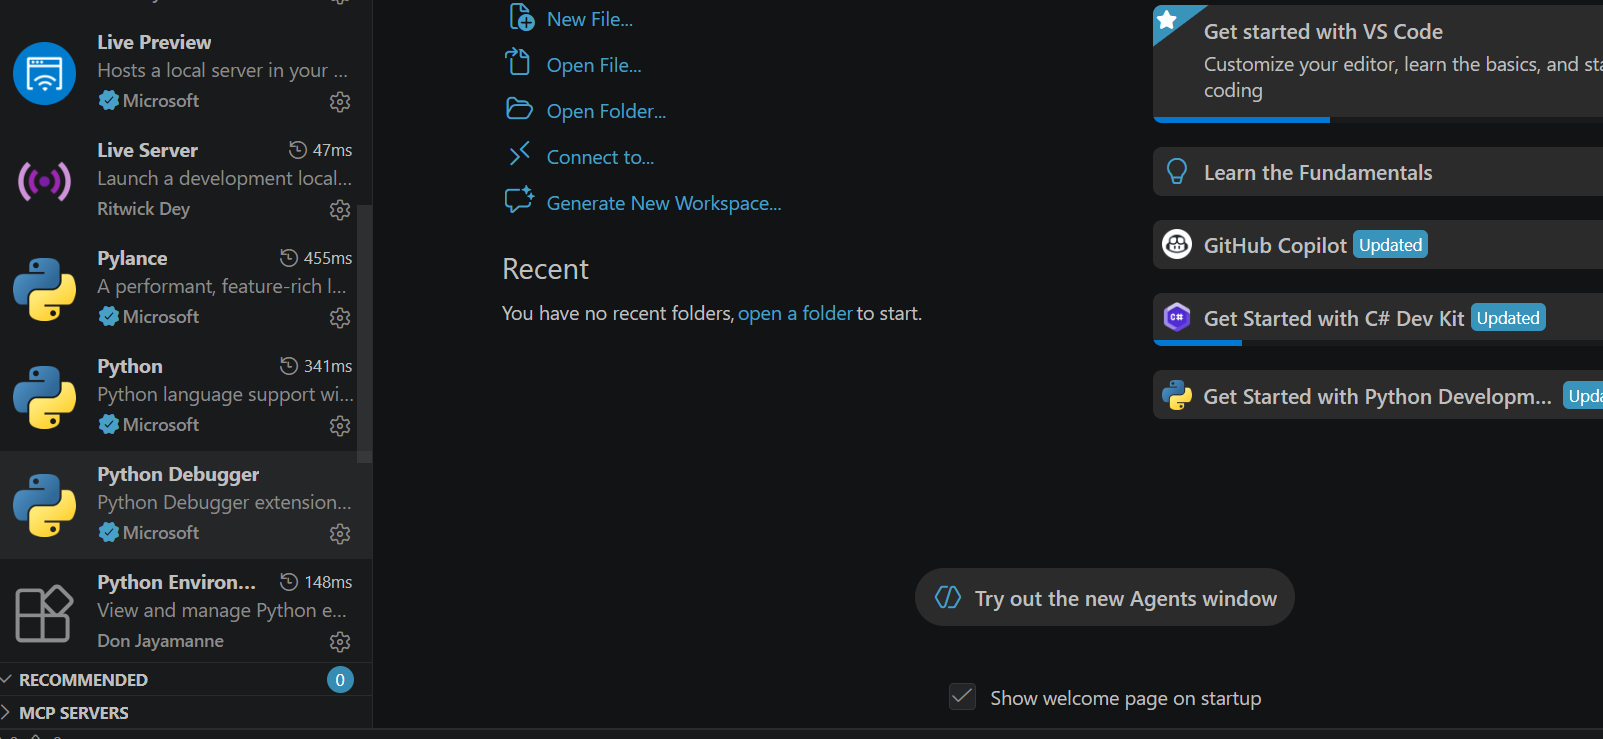 Live Preview
Hosts a local server in your ...
Microsoft
Live Server 47ms
Launch a development local...
Ritwick Dey
Pylance 455ms
A performant, feature-rich l...
Microsoft
Python 341ms
Python language support wi...
Microsoft
Python Debugger
Python Debugger extension...
Microsoft
Python Environ... 148ms
View and manage Python e...
Don Jayamanne
RECOMMENDED 0
MCP SERVERS
New File...
Open File...
Open Folder...
Connect to...
Generate New Workspace...
Recent
You have no recent folders, open a folder to start.
Get started with VS Code
Customize your editor, learn the basics, and sta
coding
Learn the Fundamentals
GitHub Copilot Updated
C# Get Started with C# Dev Kit Updated
Get Started with Python Developm... Upda
Try out the new Agents window
Show welcome page on startup